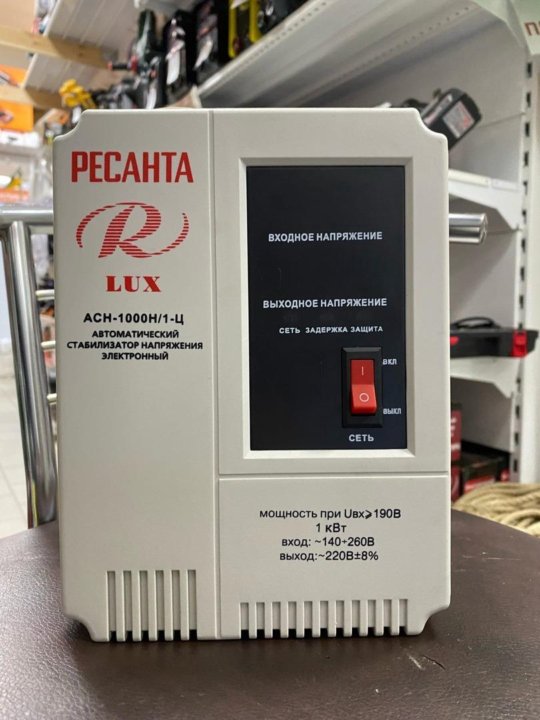 РЕСАНТА
R
LUX
АСН-1000Н/1-Ц
АВТОМАТИЧЕСКИЙ
СТАБИЛИЗАТОР НАПРЯЖЕНИЯ
ЭЛЕКТРОННЫЙ
ВХОДНОЕ НАПРЯЖЕНИЕ
ВЫХОДНОЕ НАПРЯЖЕНИЕ
СЕТЬ ЗАДЕРЖКА ЗАЩИТА
ВКЛ
I
O
ВЫКЛ
СЕТЬ
мощность при Uвх⩾190В
1 кВт
вход: ~140÷260В
выход:~220В±8%